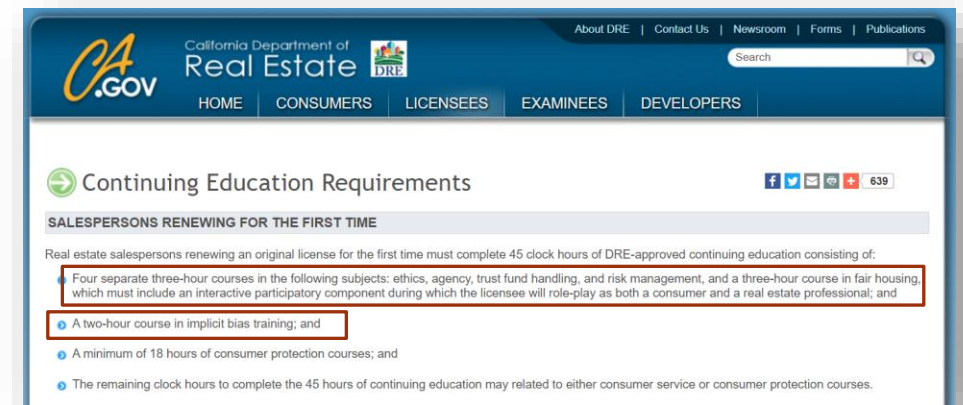 About DRE | Contact Us | Newsroom | Forms | Publications
CA.GOV
California Department of
Real Estate
DRE
Search
HOME CONSUMERS LICENSEES EXAMINEES DEVELOPERS
Continuing Education Requirements
639
SALESPERSONS RENEWING FOR THE FIRST TIME
Real estate salespersons renewing an original license for the first time must complete 45 clock hours of DRE-approved continuing education consisting of:
Four separate three-hour courses in the following subjects: ethics, agency, trust fund handling, and risk management, and a three-hour course in fair housing,
which must include an interactive participatory component during which the licensee will role-play as both a consumer and a real estate professional; and
A two-hour course in implicit bias training; and
A minimum of 18 hours of consumer protection courses; and
The remaining clock hours to complete the 45 hours of continuing education may related to either consumer service or consumer protection courses.